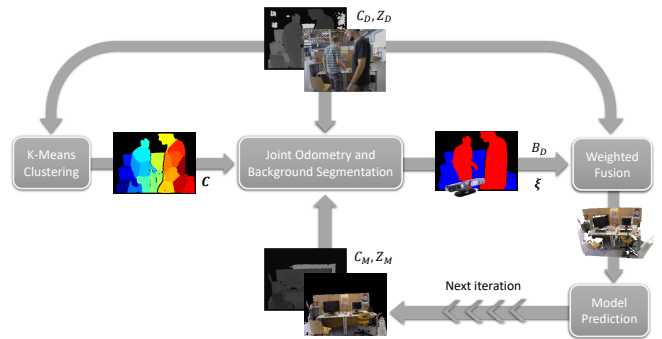 C_D, Z_D
K-Means
Clustering
C
Joint Odometry and
Background Segmentation
B_D
ξ
Weighted
Fusion
C_M, Z_M
Next iteration
Model
Prediction